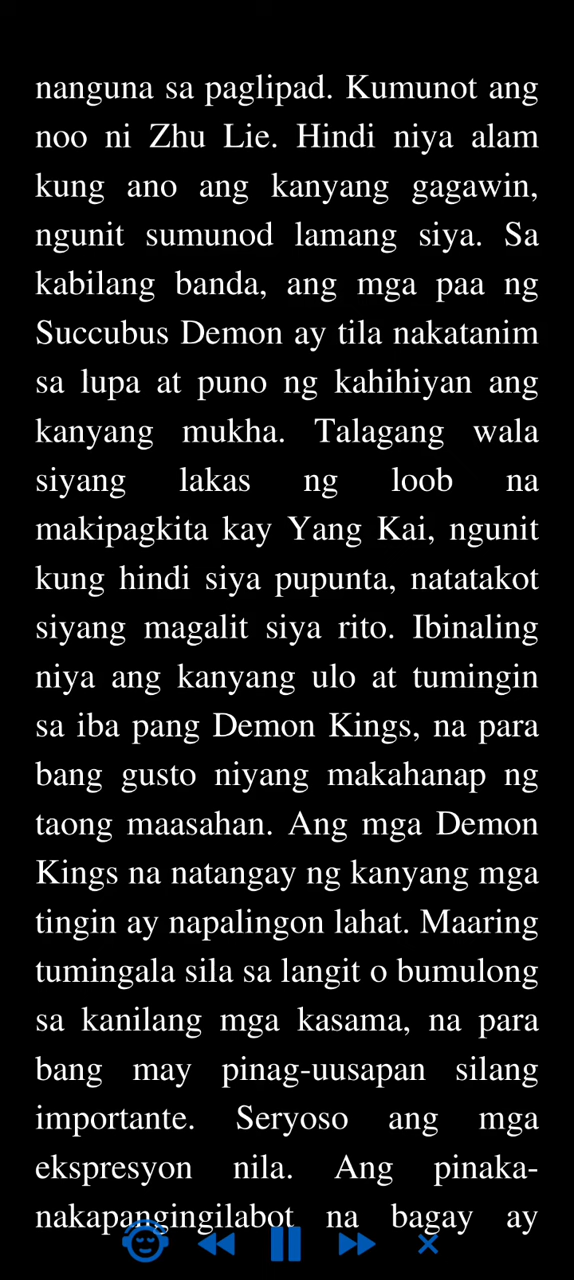 nanguna sa paglipad. Kumunot ang
noo ni Zhu Lie. Hindi niya alam
kung ano ang kanyang gagawin,
ngunit sumunod lamang siya. Sa
kabilang banda, ang mga paa ng
Succubus Demon ay tila nakatanim
sa lupa at puno ng kahihiyan ang
kanyang mukha. Talagang wala
siyang lakas ng loob na
makipagkita kay Yang Kai, ngunit
kung hindi siya pupunta, natatakot
siyang magalit siya rito. Ibinaling
niya ang kanyang ulo at tumingin
sa iba pang Demon Kings, na para
bang gusto niyang makahanap ng
taong maasahan. Ang mga Demon
Kings na natangay ng kanyang mga
tingin ay napalingon lahat. Maaring
tumingala sila sa langit o bumulong
sa kanilang mga kasama, na para
bang may pinag-uusapan silang
importante. Seryoso ang mga
ekspresyon nila. Ang pinaka-
nakapangingilabot na bagay ay